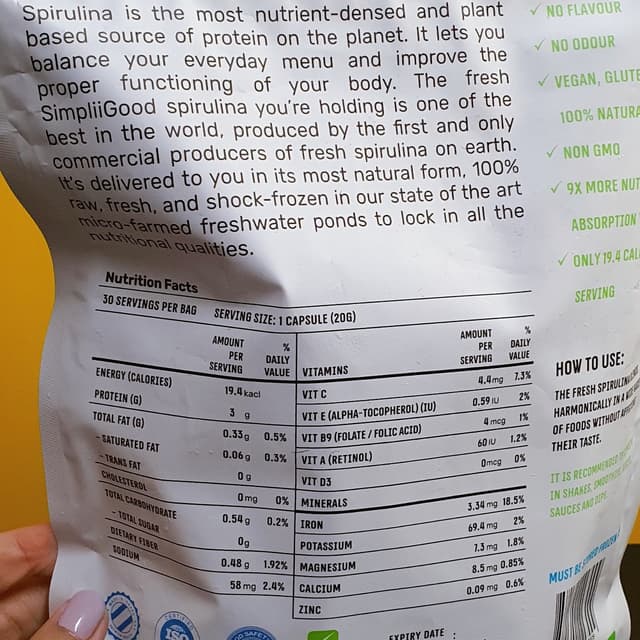 Spirulina is the most nutrient-densed and plant
based source of protein on the planet. It lets you
balance your everyday menu and improve the
proper functioning of your body. The fresh
SimpliiGood spirulina you're holding is one of the
best in the world, produced by the first and only
commercial producers of fresh spirulina on earth.
It's delivered to you in its most natural form, 100%
raw, fresh, and shock-frozen in our state of the art
micro-farmed freshwater ponds to lock in all the
nutritional qualities.
Nutrition Facts
30 SERVINGS PER BAG SERVING SIZE: 1 CAPSULE (20G)
AMOUNT PER SERVING % DAILY VALUE
ENERGY (CALORIES) 19.4 kacl
PROTEIN (G) 3 g
TOTAL FAT (G) 0.33 g 0.5%
- SATURATED FAT 0.06 g 0.3%
- TRANS FAT 0 g
CHOLESTEROL 0 mg 0%
TOTAL CARBOHYDRATE 0.54 g 0.2%
- TOTAL SUGAR 0g
DIETARY FIBER 0.48 g 1.92%
SODIUM 58 mg 2.4%
VITAMINS AMOUNT PER SERVING % DAILY VALUE
VIT C 4.4 mg 7.3%
VIT E (ALPHA-TOCOPHEROL) (IU) 0.59 IU 2%
VIT B9 (FOLATE / FOLIC ACID) 4 mcg 1%
VIT A (RETINOL) 60 IU 1.2%
VIT D3 0mcg 0%
MINERALS
IRON 3.34 mg 18.5%
POTASSIUM 69.4 mg 2%
MAGNESIUM 7.3 mg 1.8%
CALCIUM 8.5 mg 0.85%
ZINC 0.09 mg 0.6%
EXPIRY DATE :
✓ NO FLAVOUR
✓ NO ODOUR
✓ VEGAN, GLUTE
100% NATURA
✓ NON GMO
✓ 9X MORE NUT
ABSORPTION
✓ ONLY 19.4 CAL
SERVING
HOW TO USE:
THE FRESH SPIRULINA
HARMONICALLY IN A
OF FOODS WITHOUT
THEIR TASTE.
IT IS RECOMMENDED
IN SHAKES, SMOOTHIES
SAUCES AND DIPS
MUST BE STORED FROZEN